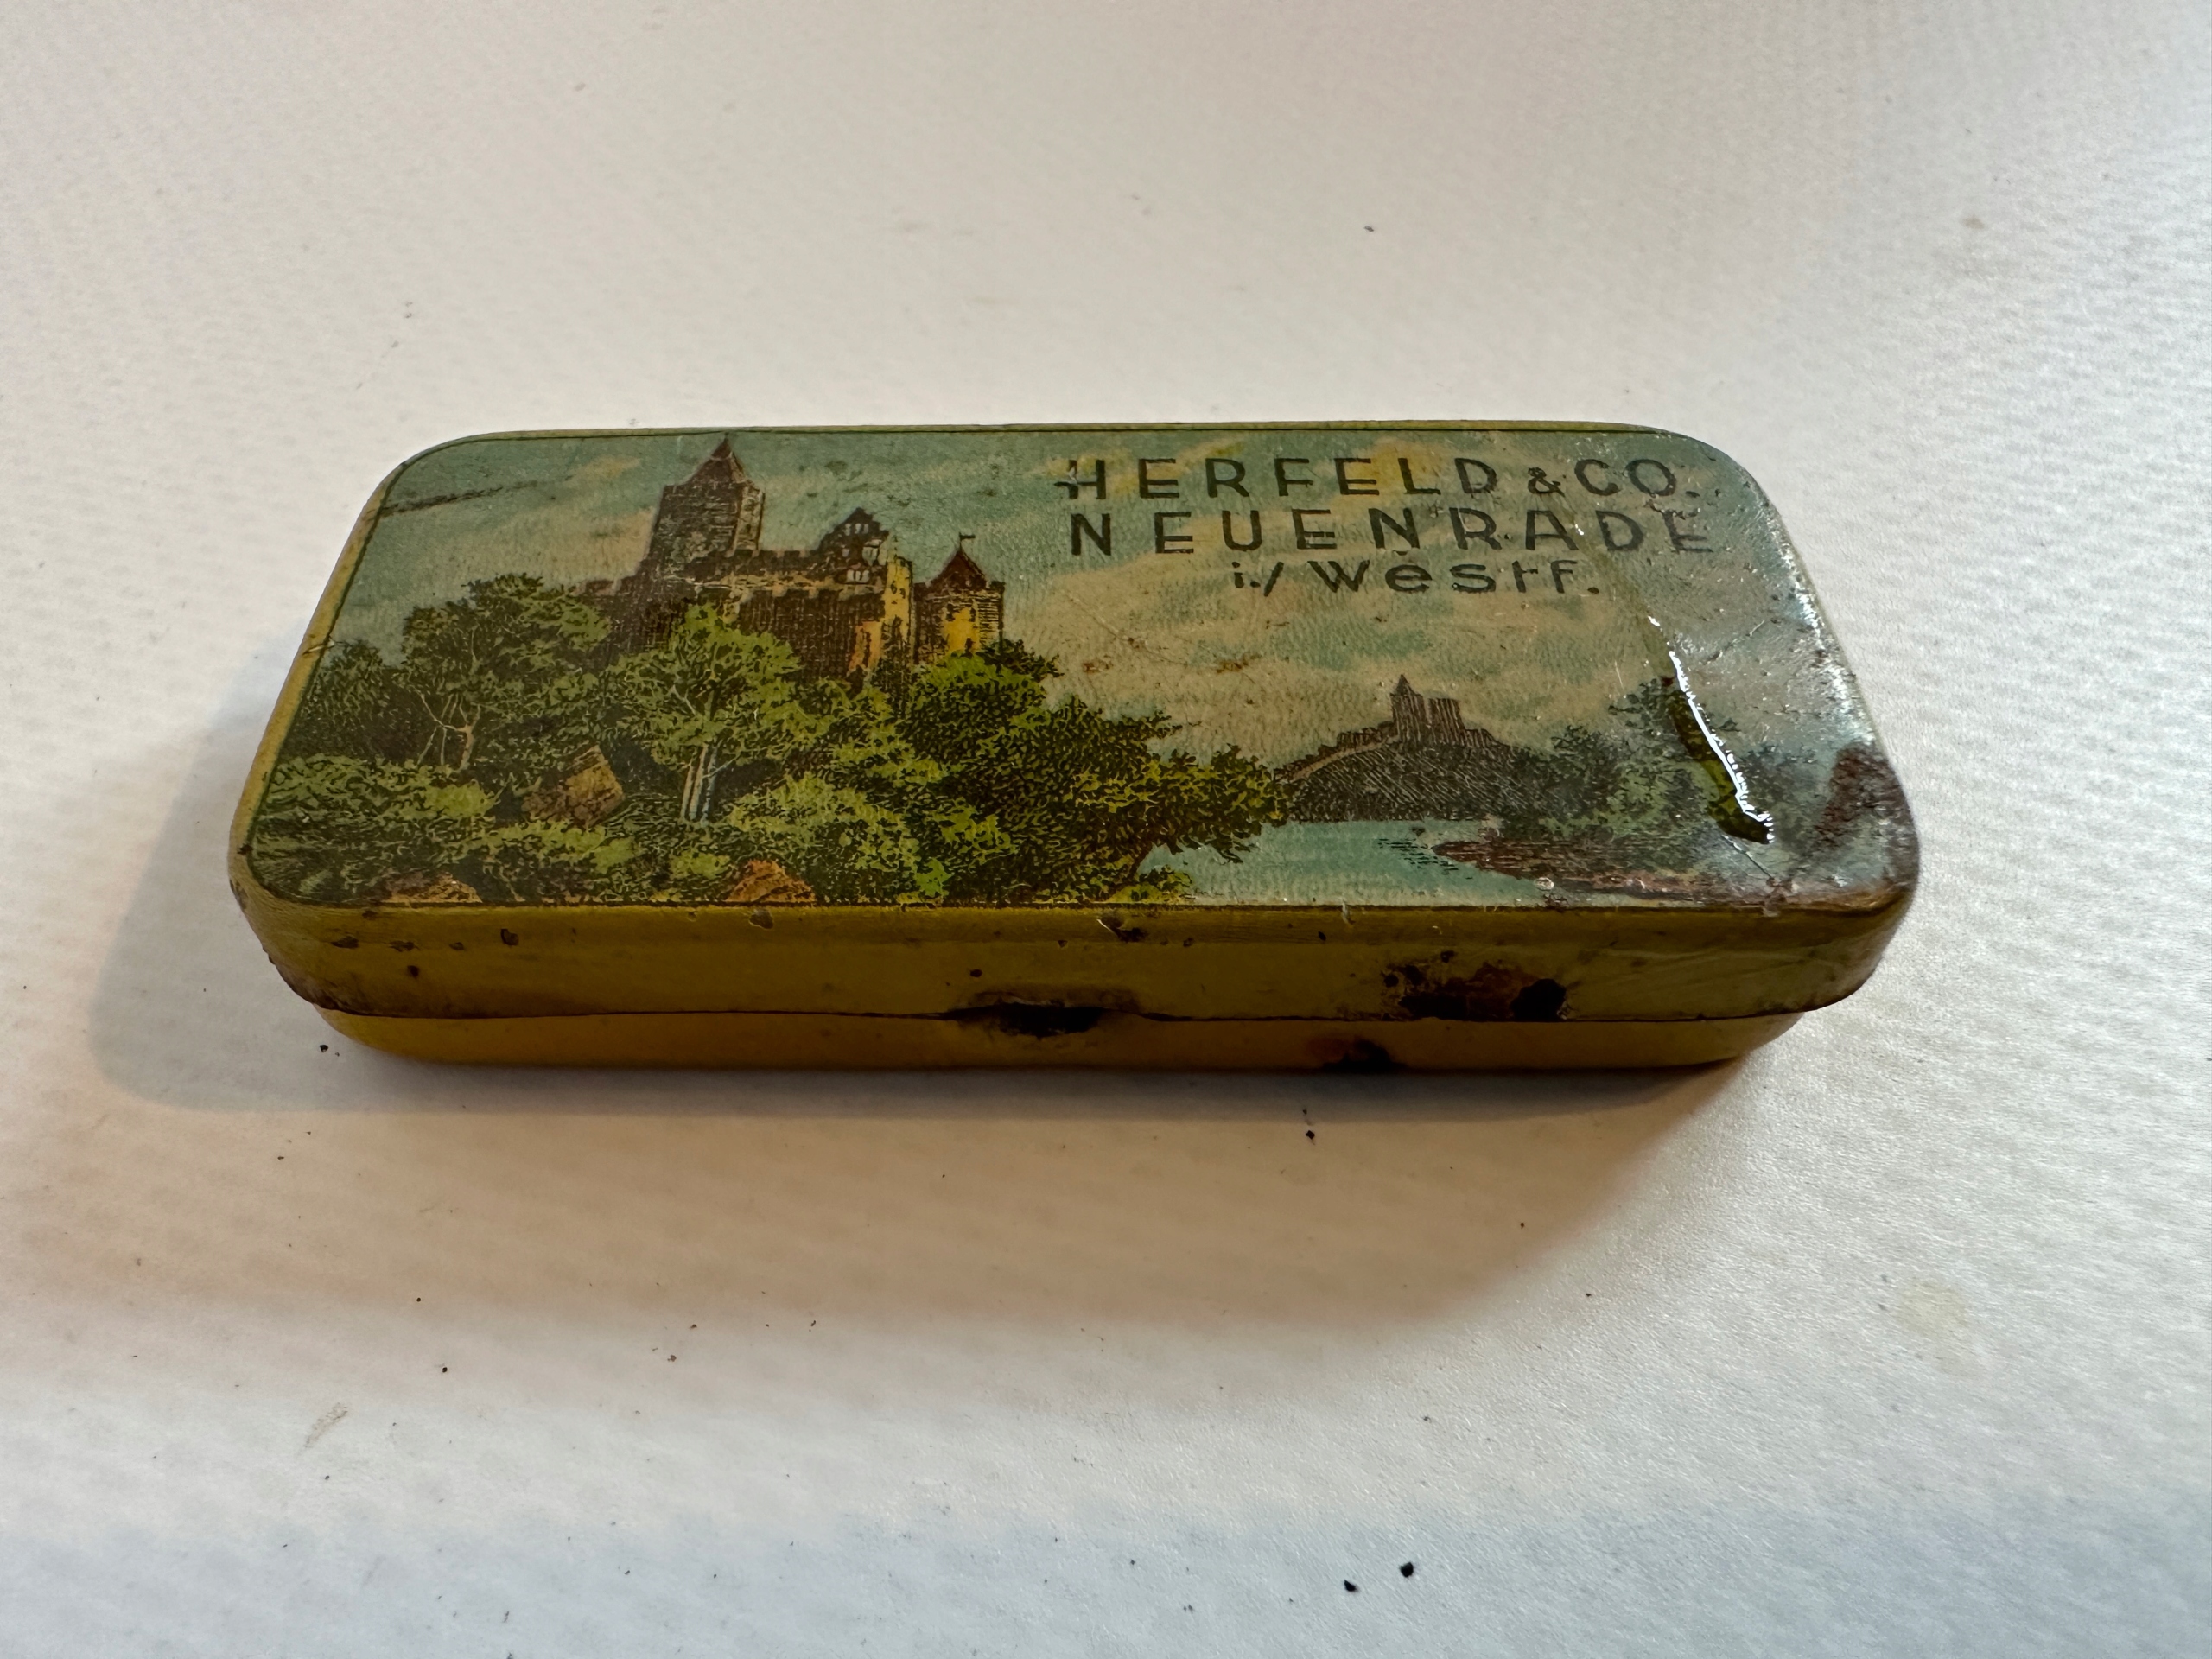 HERFELD & CO.
NEUENRADE
i./ Westf.